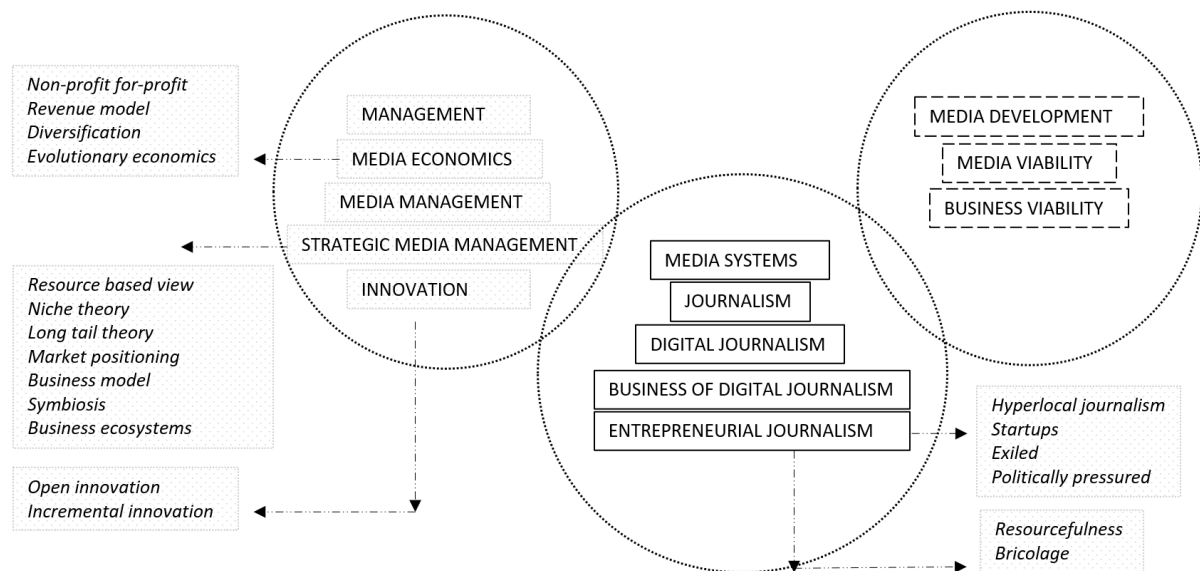 Non-profit for-profit
Revenue model
Diversification
Evolutionary economics
MANAGEMENT
MEDIA ECONOMICS
MEDIA MANAGEMENT
STRATEGIC MEDIA MANAGEMENT
INNOVATION
MEDIA DEVELOPMENT
MEDIA VIABILITY
BUSINESS VIABILITY
MEDIA SYSTEMS
JOURNALISM
DIGITAL JOURNALISM
BUSINESS OF DIGITAL JOURNALISM
ENTREPRENEURIAL JOURNALISM
Resource based view
Niche theory
Long tail theory
Market positioning
Business model
Symbiosis
Business ecosystems
Open innovation
Incremental innovation
Hyperlocal journalism
Startups
Exiled
Politically pressured
Resourcefulness
Bricolage